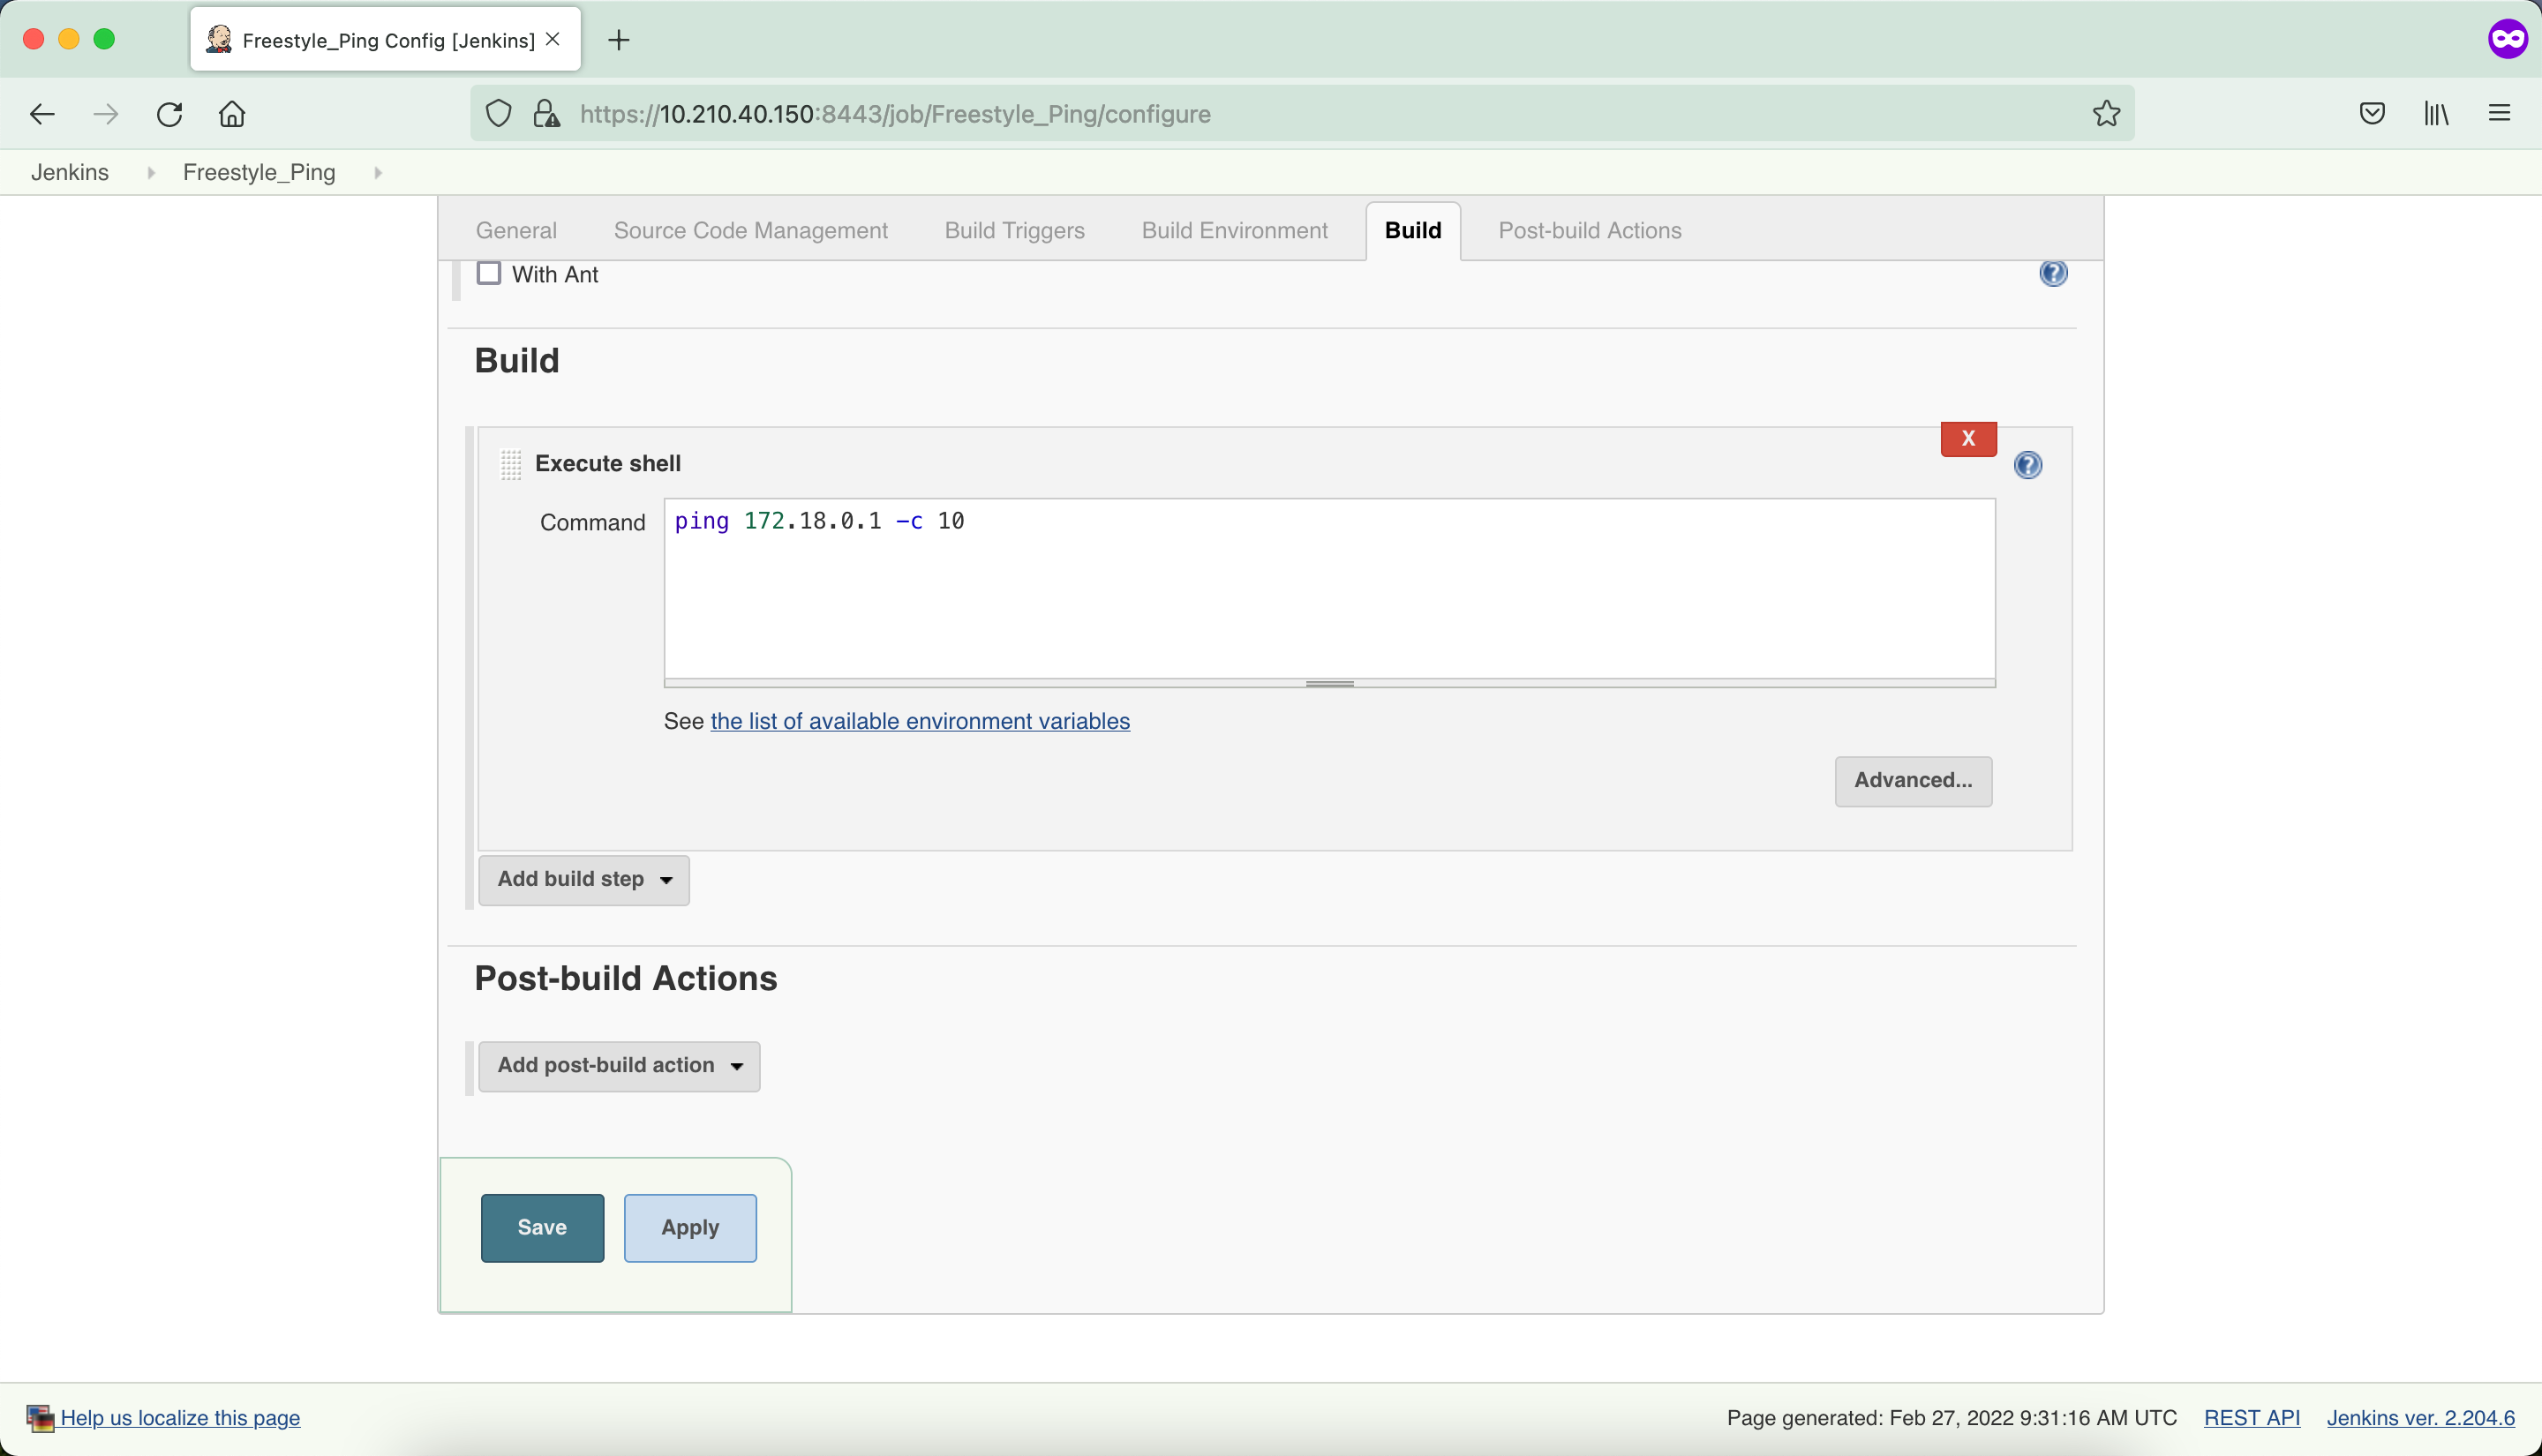 Freestyle_Ping Config [Jenkins]
https://10.210.40.150:8443/job/Freestyle_Ping/configure
Jenkins Freestyle_Ping
General Source Code Management Build Triggers Build Environment Build Post-build Actions
With Ant
Build
X
Execute shell
Command ping 172.18.0.1 -c 10
See the list of available environment variables
Advanced...
Add build step
Post-build Actions
Add post-build action
Save Apply
Help us localize this page Page generated: Feb 27, 2022 9:31:16 AM UTC REST API Jenkins ver. 2.204.6